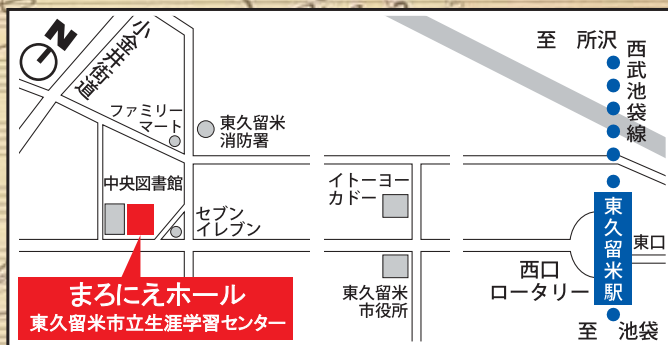 N
小金井街道
至 所沢
西武池袋線
ファミリー
マート
東久留米
消防署
中央図書館
イトーヨー
カドー
セブン
イレブン
東久留米駅
東口
西口
ロータリー
東久留米
市役所
まろにえホール
東久留米市立生涯学習センター
至 池袋